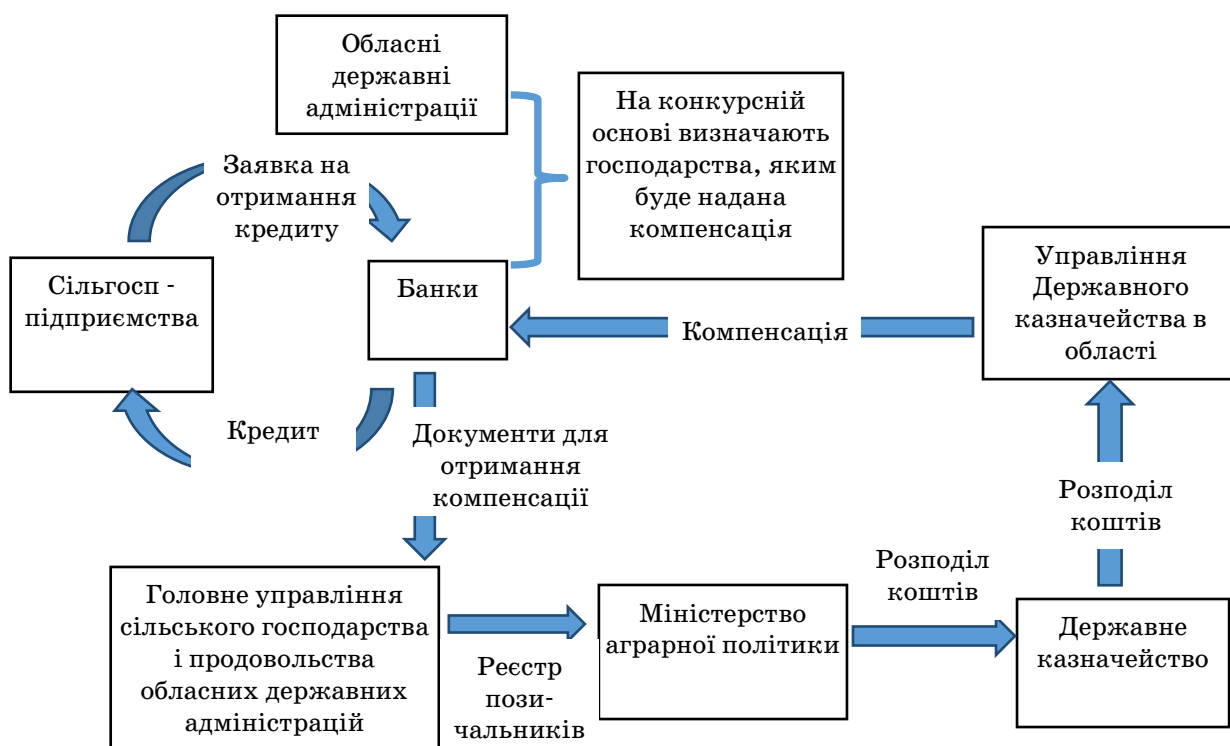 Обласні
державні
адміністрації
На конкурсній
основі визначають
господарства, яким
буде надана
компенсація
Заявка на
отримання
кредиту
Сільгосп -
підприємства
Банки
Управління
Державного
казначейства в
області
Компенсація
Кредит
Документи для
отримання
компенсації
Розподіл
коштів
Головне управління
сільського господарства
і продовольства
обласних державних
адміністрацій
Реєстр
пози-
чальників
Міністерство
аграрної політики
Розподіл
коштів
Державне
казначейство